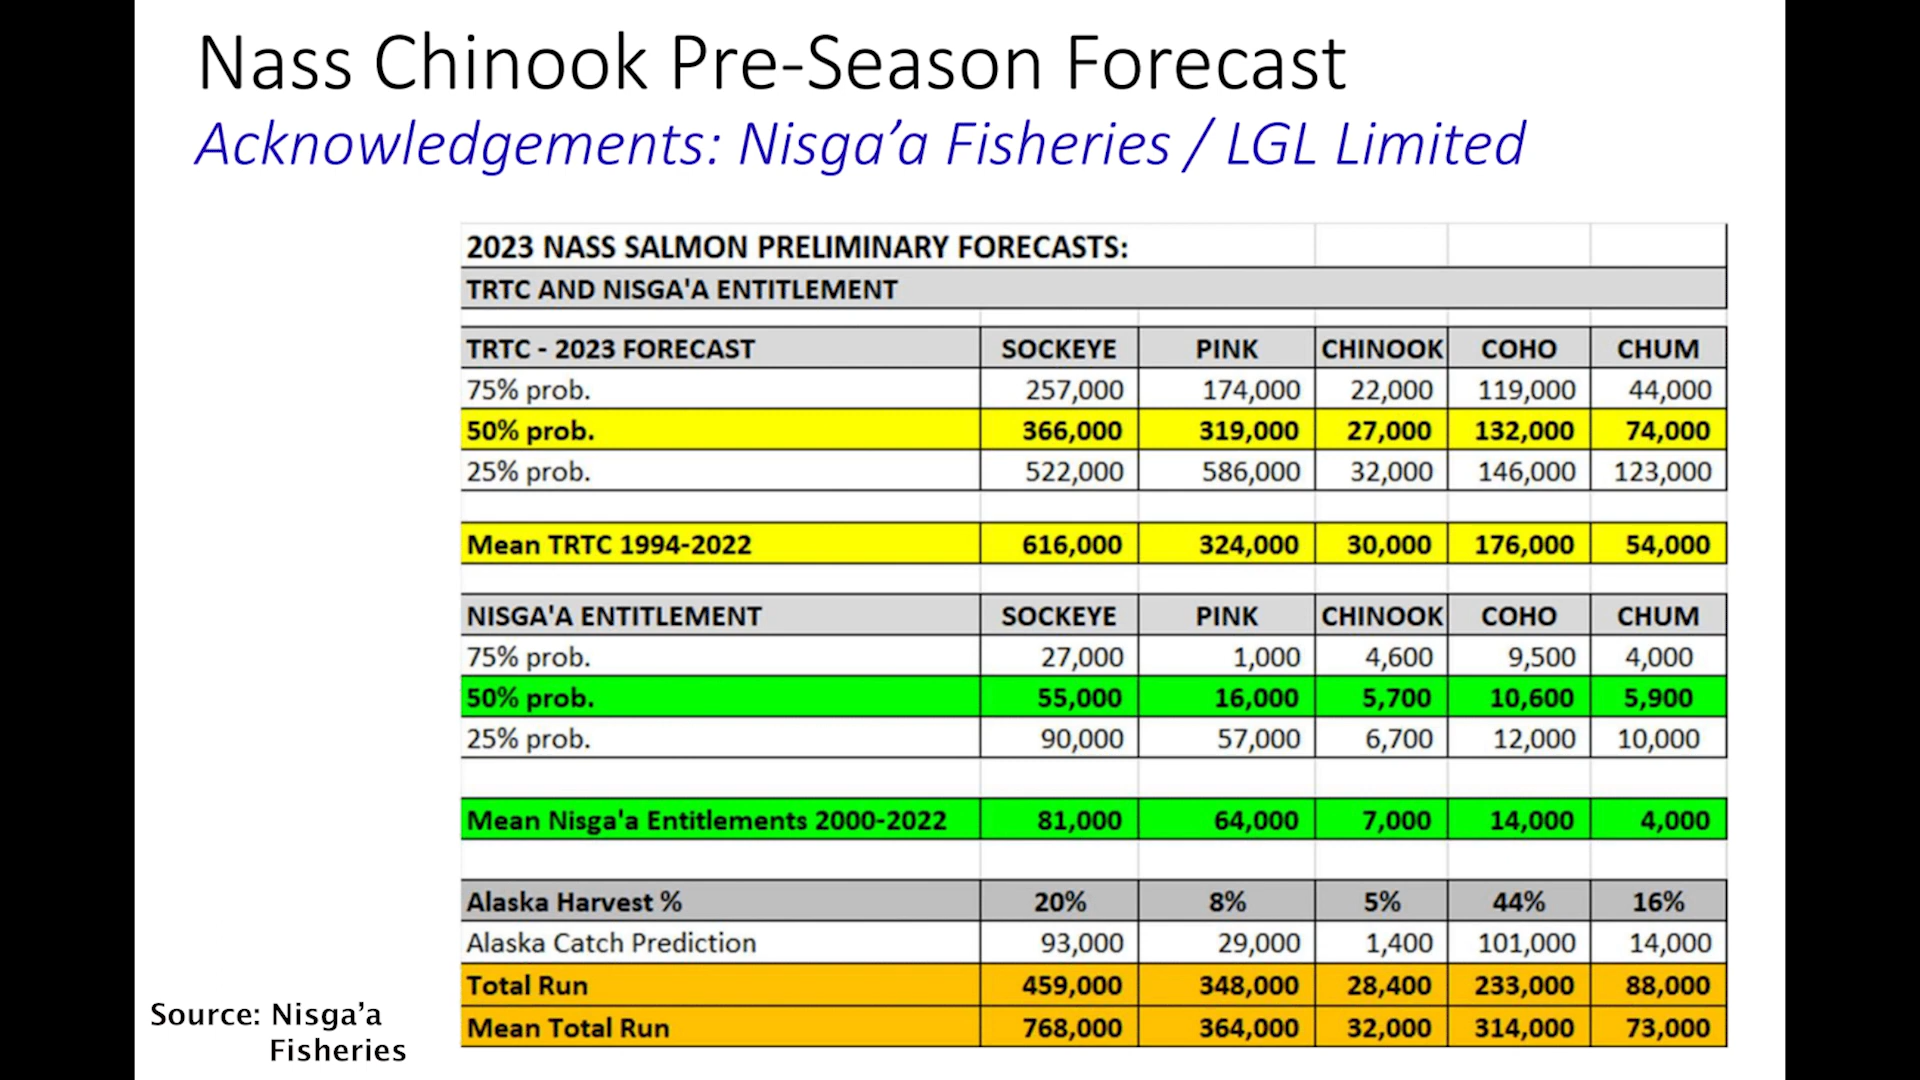 Nass Chinook Pre-Season Forecast
Acknowledgements: Nisga’a Fisheries / LGL Limited
2023 NASS SALMON PRELIMINARY FORECASTS:
TRTC AND NISGA'A ENTITLEMENT
TRTC - 2023 FORECAST SOCKEYE PINK CHINOOK COHO CHUM
75% prob. 257,000 174,000 22,000 119,000 44,000
50% prob. 366,000 319,000 27,000 132,000 74,000
25% prob. 522,000 586,000 32,000 146,000 123,000
Mean TRTC 1994-2022 616,000 324,000 30,000 176,000 54,000
NISGA'A ENTITLEMENT SOCKEYE PINK CHINOOK COHO CHUM
75% prob. 27,000 1,000 4,600 9,500 4,000
50% prob. 55,000 16,000 5,700 10,600 5,900
25% prob. 90,000 57,000 6,700 12,000 10,000
Mean Nisga'a Entitlements 2000-2022 81,000 64,000 7,000 14,000 4,000
Alaska Harvest % 20% 8% 5% 44% 16%
Alaska Catch Prediction 93,000 29,000 1,400 101,000 14,000
Total Run 459,000 348,000 28,400 233,000 88,000
Mean Total Run 768,000 364,000 32,000 314,000 73,000
Source: Nisga’a
Fisheries